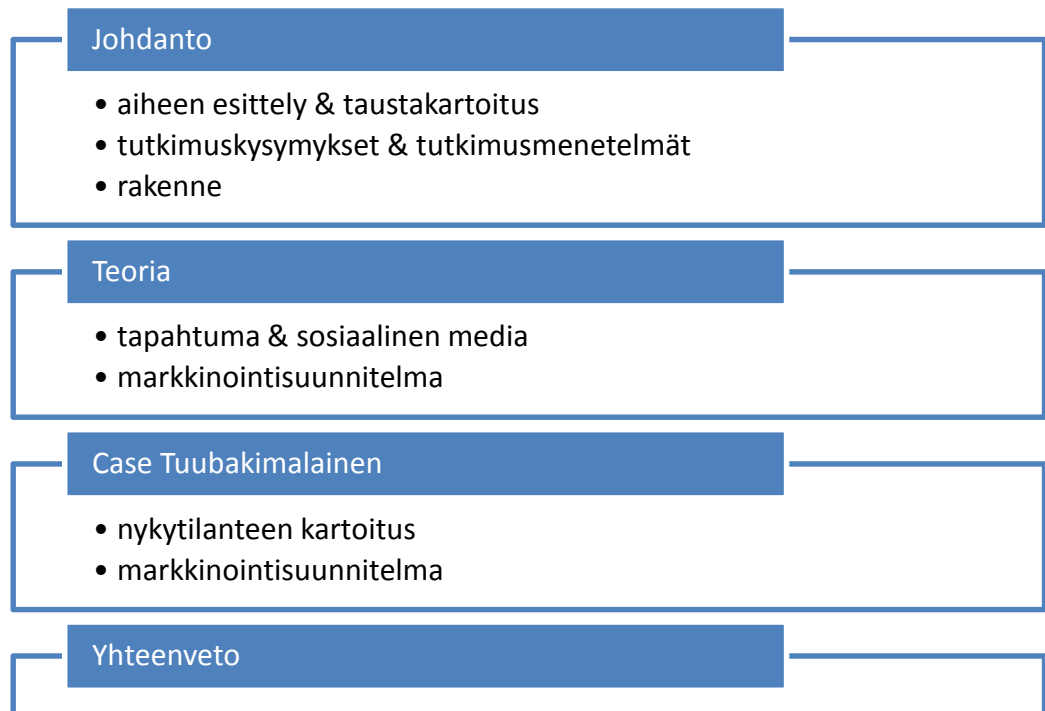 Johdanto
• aiheen esittely & taustakartoitus
• tutkimuskysymykset & tutkimusmenetelmät
• rakenne
Teoria
• tapahtuma & sosiaalinen media
• markkinointisuunnitelma
Case Tuubakimalainen
• nykytilanteen kartoitus
• markkinointisuunnitelma
Yhteenveto